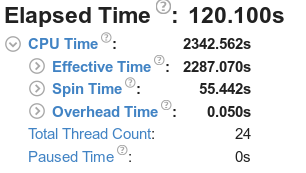 Elapsed Time ?: 120.100s
CPU Time ?: 2342.562s
Effective Time ?: 2287.070s
Spin Time ?: 55.442s
Overhead Time ?: 0.050s
Total Thread Count: 24
Paused Time ?: 0s